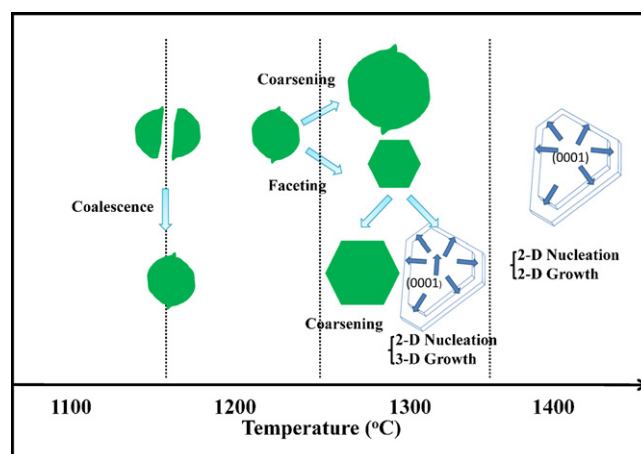 Coarsening
Faceting
Coalescence
(0001)
2-D Nucleation
2-D Growth
(0001)
Coarsening
2-D Nucleation
3-D Growth
1100 1200 1300 1400
Temperature (°C)